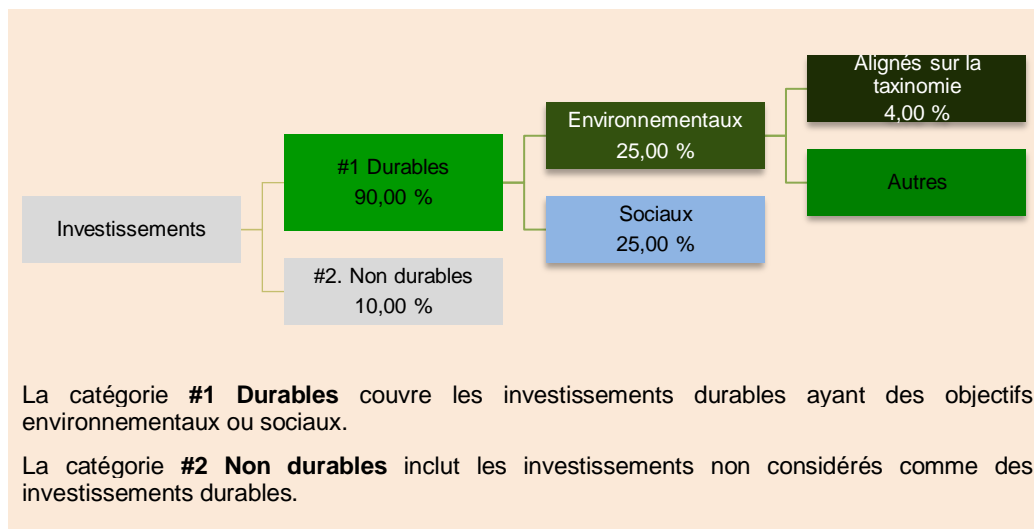 Investissements
#1 Durables
90,00 %
#2. Non durables
10,00 %
Environnementaux
25,00 %
Sociaux
25,00 %
Alignés sur la
taxinomie
4,00 %
Autres
La catégorie #1 Durables couvre les investissements durables ayant des objectifs
environnementaux ou sociaux.
La catégorie #2 Non durables inclut les investissements non considérés comme des
investissements durables.